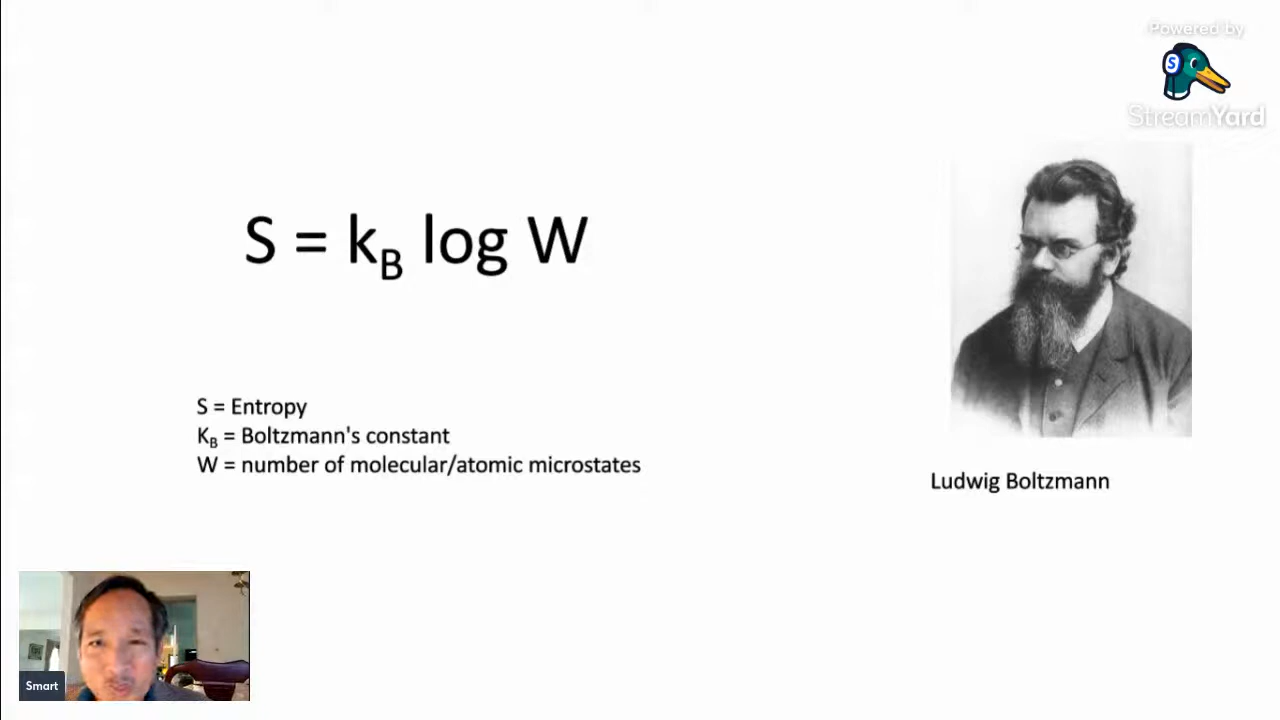 Powered by
StreamYard
S = k_B log W
S = Entropy
K_B = Boltzmann's constant
W = number of molecular/atomic microstates
Ludwig Boltzmann
Smart